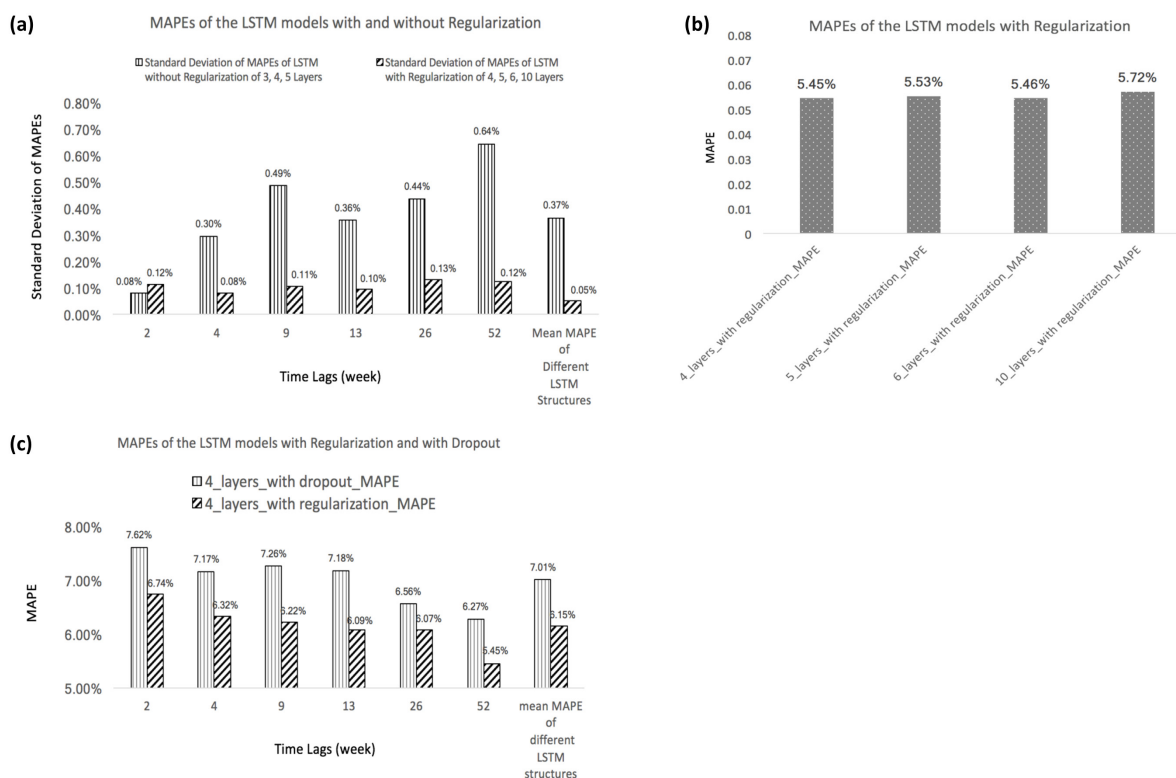 (a)
MAPEs of the LSTM models with and without Regularization
Standard Deviation of MAPEs of LSTM
without Regularization of 3, 4, 5 Layers
Standard Deviation of MAPEs of LSTM
with Regularization of 4, 5, 6, 10 Layers
Standard Deviation of MAPEs
0.80%
0.70%
0.60%
0.50%
0.40%
0.30%
0.20%
0.10%
0.00%
0.08%
0.12%
0.30%
0.08%
0.49%
0.11%
0.36%
0.10%
0.44%
0.13%
0.64%
0.12%
0.37%
0.05%
2
4
9
13
26
52
Mean MAPE
of
Different
LSTM
Structures
Time Lags (week)
(b)
MAPEs of the LSTM models with Regularization
MAPE
0.08
0.07
0.06
0.05
0.04
0.03
0.02
0.01
0
5.45%
5.53%
5.46%
5.72%
4_layers_with regularization_MAPE
5_layers_with regularization_MAPE
6_layers_with regularization_MAPE
10_layers_with regularization_MAPE
(c)
MAPEs of the LSTM models with Regularization and with Dropout
4_layers_with dropout_MAPE
4_layers_with regularization_MAPE
MAPE
8.00%
7.00%
6.00%
5.00%
7.62%
6.74%
7.17%
6.32%
7.26%
6.22%
7.18%
6.09%
6.56%
6.07%
6.27%
5.45%
7.01%
6.15%
2
4
9
13
26
52
mean MAPE
of
different
LSTM
structures
Time Lags (week)